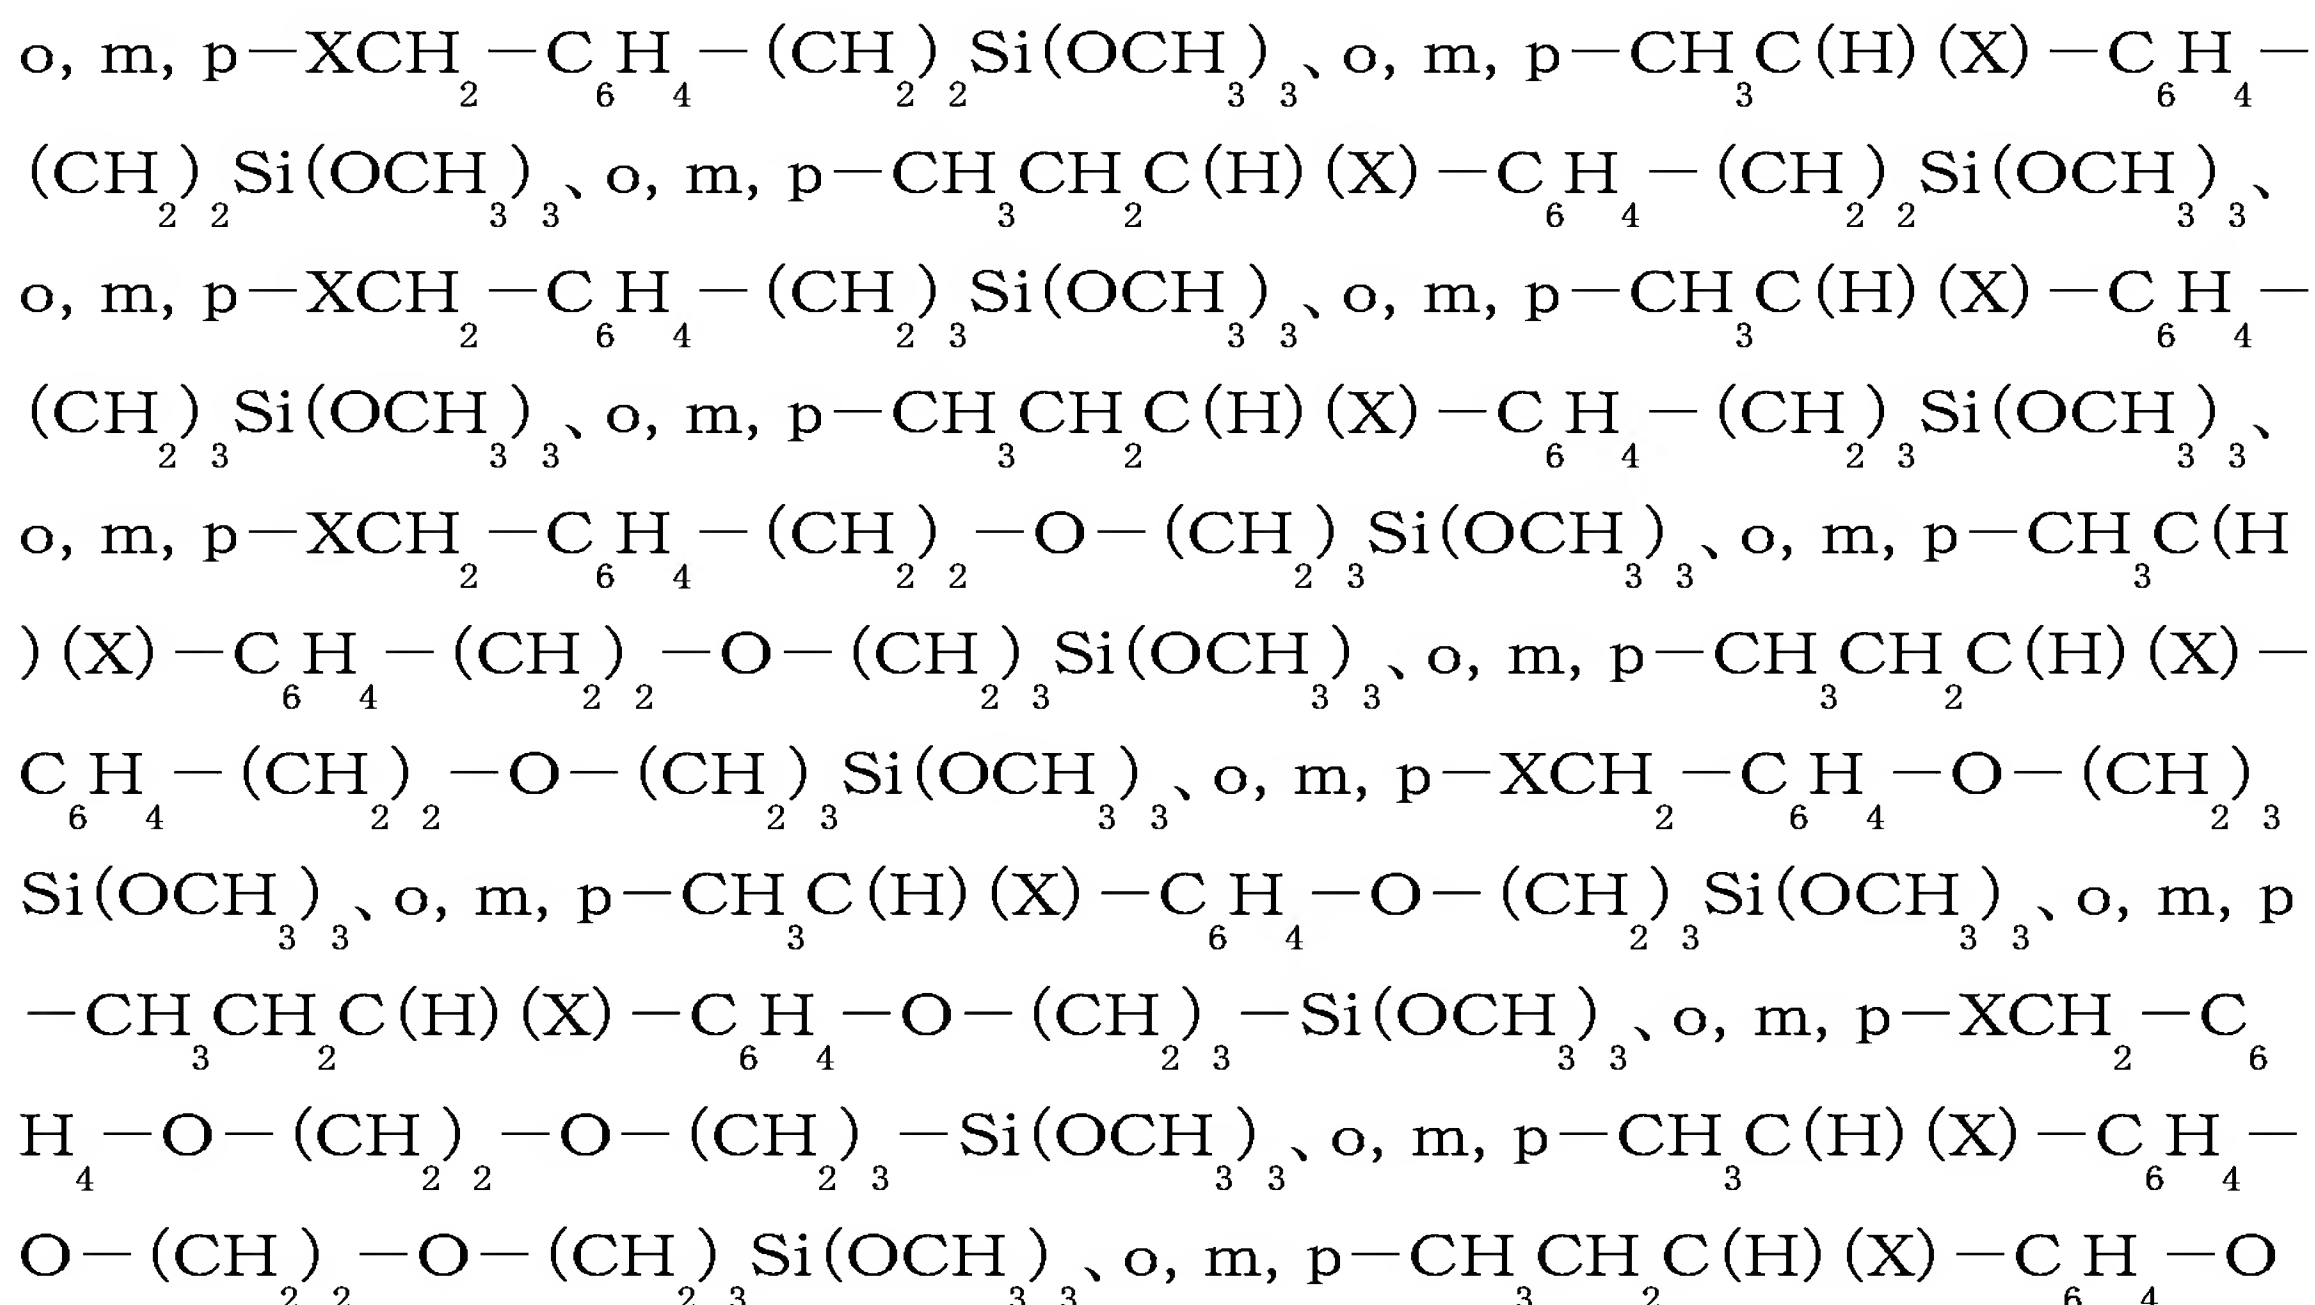 o, m, p−XCH₂−C₆H₄−(CH₂)₂Si(OCH₃)₃、o, m, p−CH₃C(H)(X)−C₆H₄−
(CH₂)₂Si(OCH₃)₃、o, m, p−CH₃CH₂C(H)(X)−C₆H₄−(CH₂)₂Si(OCH₃)₃、
o, m, p−XCH₂−C₆H₄−(CH₂)₃Si(OCH₃)₃、o, m, p−CH₃C(H)(X)−C₆H₄−
(CH₂)₃Si(OCH₃)₃、o, m, p−CH₃CH₂C(H)(X)−C₆H₄−(CH₂)₃Si(OCH₃)₃、
o, m, p−XCH₂−C₆H₄−(CH₂)₂−O−(CH₂)₃Si(OCH₃)₃、o, m, p−CH₃C(H
)(X)−C₆H₄−(CH₂)₂−O−(CH₂)₃Si(OCH₃)₃、o, m, p−CH₃CH₂C(H)(X)−
C₆H₄−(CH₂)₂−O−(CH₂)₃Si(OCH₃)₃、o, m, p−XCH₂−C₆H₄−O−(CH₂)₃
Si(OCH₃)₃、o, m, p−CH₃C(H)(X)−C₆H₄−O−(CH₂)₃Si(OCH₃)₃、o, m, p
−CH₃CH₂C(H)(X)−C₆H₄−O−(CH₂)₃−Si(OCH₃)₃、o, m, p−XCH₂−C₆
H₄−O−(CH₂)₂−O−(CH₂)₃−Si(OCH₃)₃、o, m, p−CH₃C(H)(X)−C₆H₄−
O−(CH₂)₂−O−(CH₂)₃Si(OCH₃)₃、o, m, p−CH₃CH₂C(H)(X)−C₆H₄−O